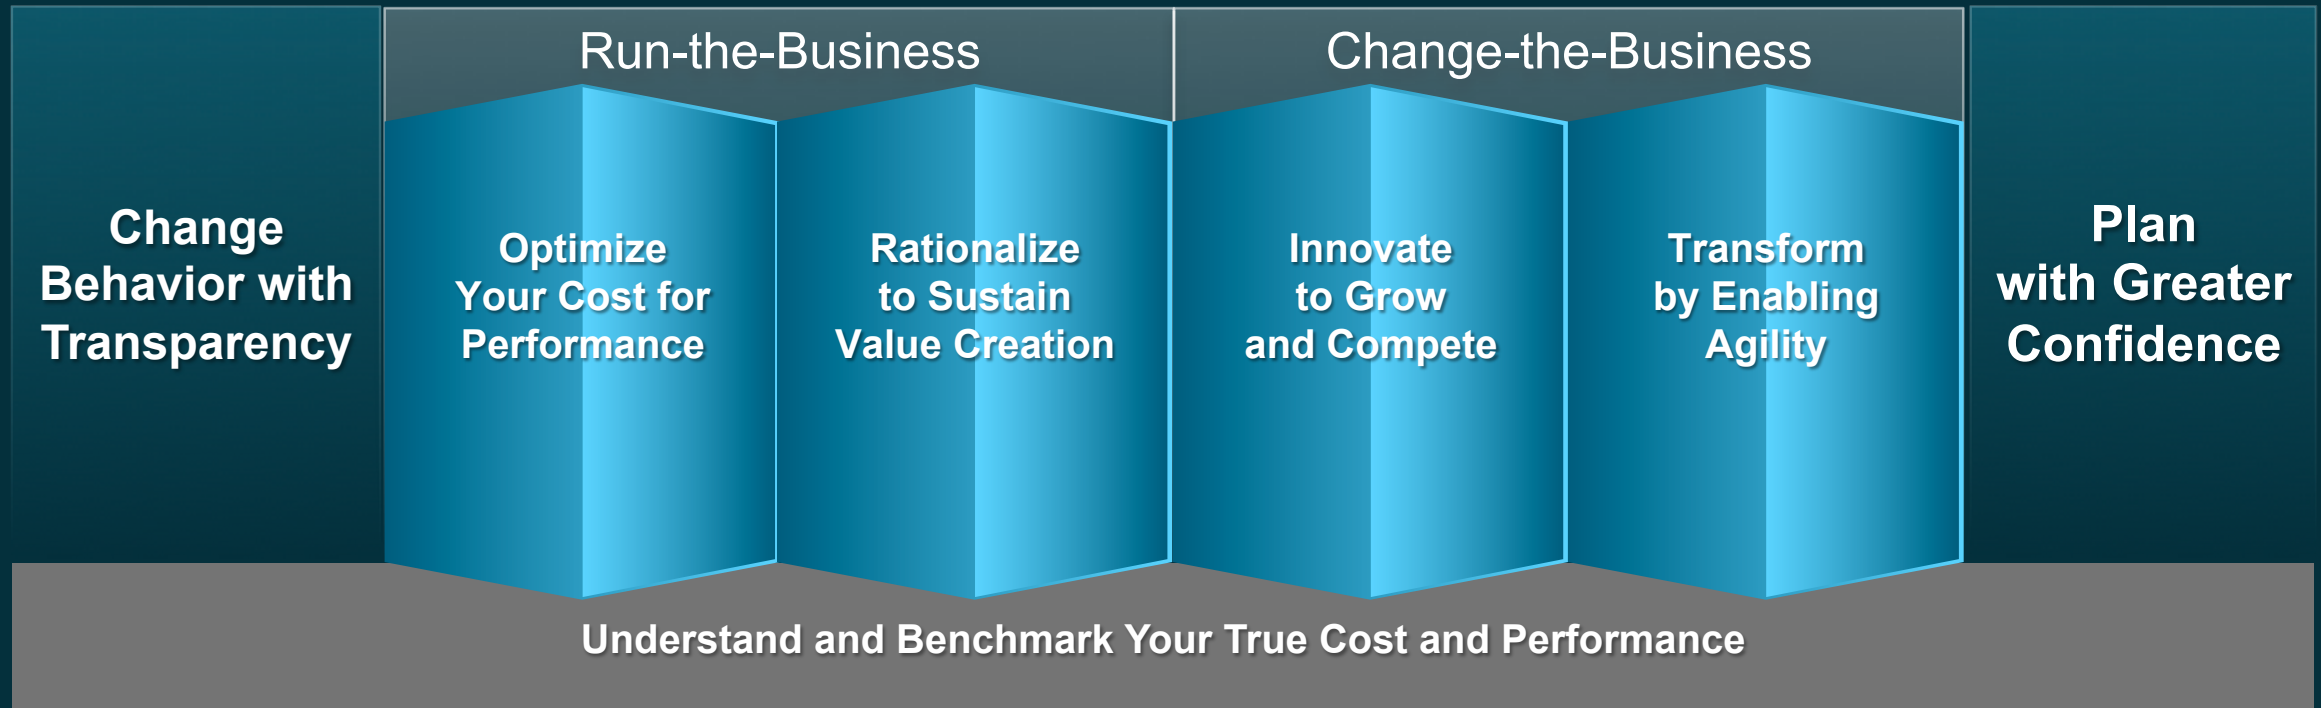 Run-the-Business
Change-the-Business
Change
Behavior with
Transparency
Optimize
Your Cost for
Performance
Rationalize
to Sustain
Value Creation
Innovate
to Grow
and Compete
Transform
by Enabling
Agility
Plan
with Greater
Confidence
Understand and Benchmark Your True Cost and Performance